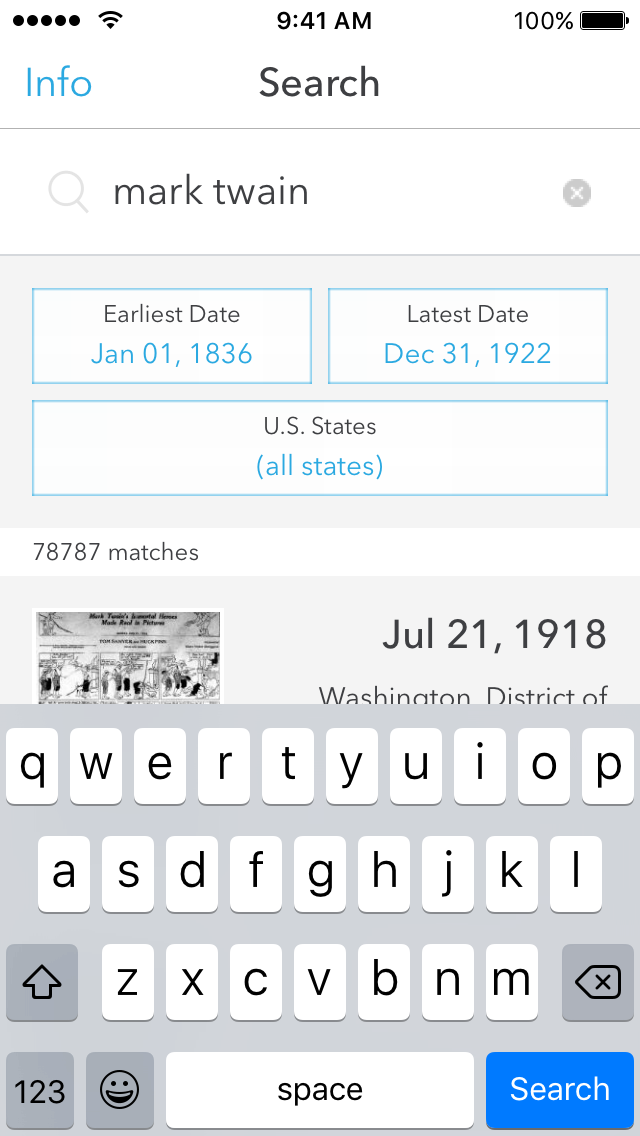 9:41 AM 100%
Info Search
mark twain
Earliest Date Latest Date
Jan 01, 1836 Dec 31, 1922
U.S. States
(all states)
78787 matches
Mark Twain's Immortal Heroes
Made Real in Pictures
Jul 21, 1918
Washington, District of
q w e r t y u i o p
a s d f g h j k l
z x c v b n m
123 space Search